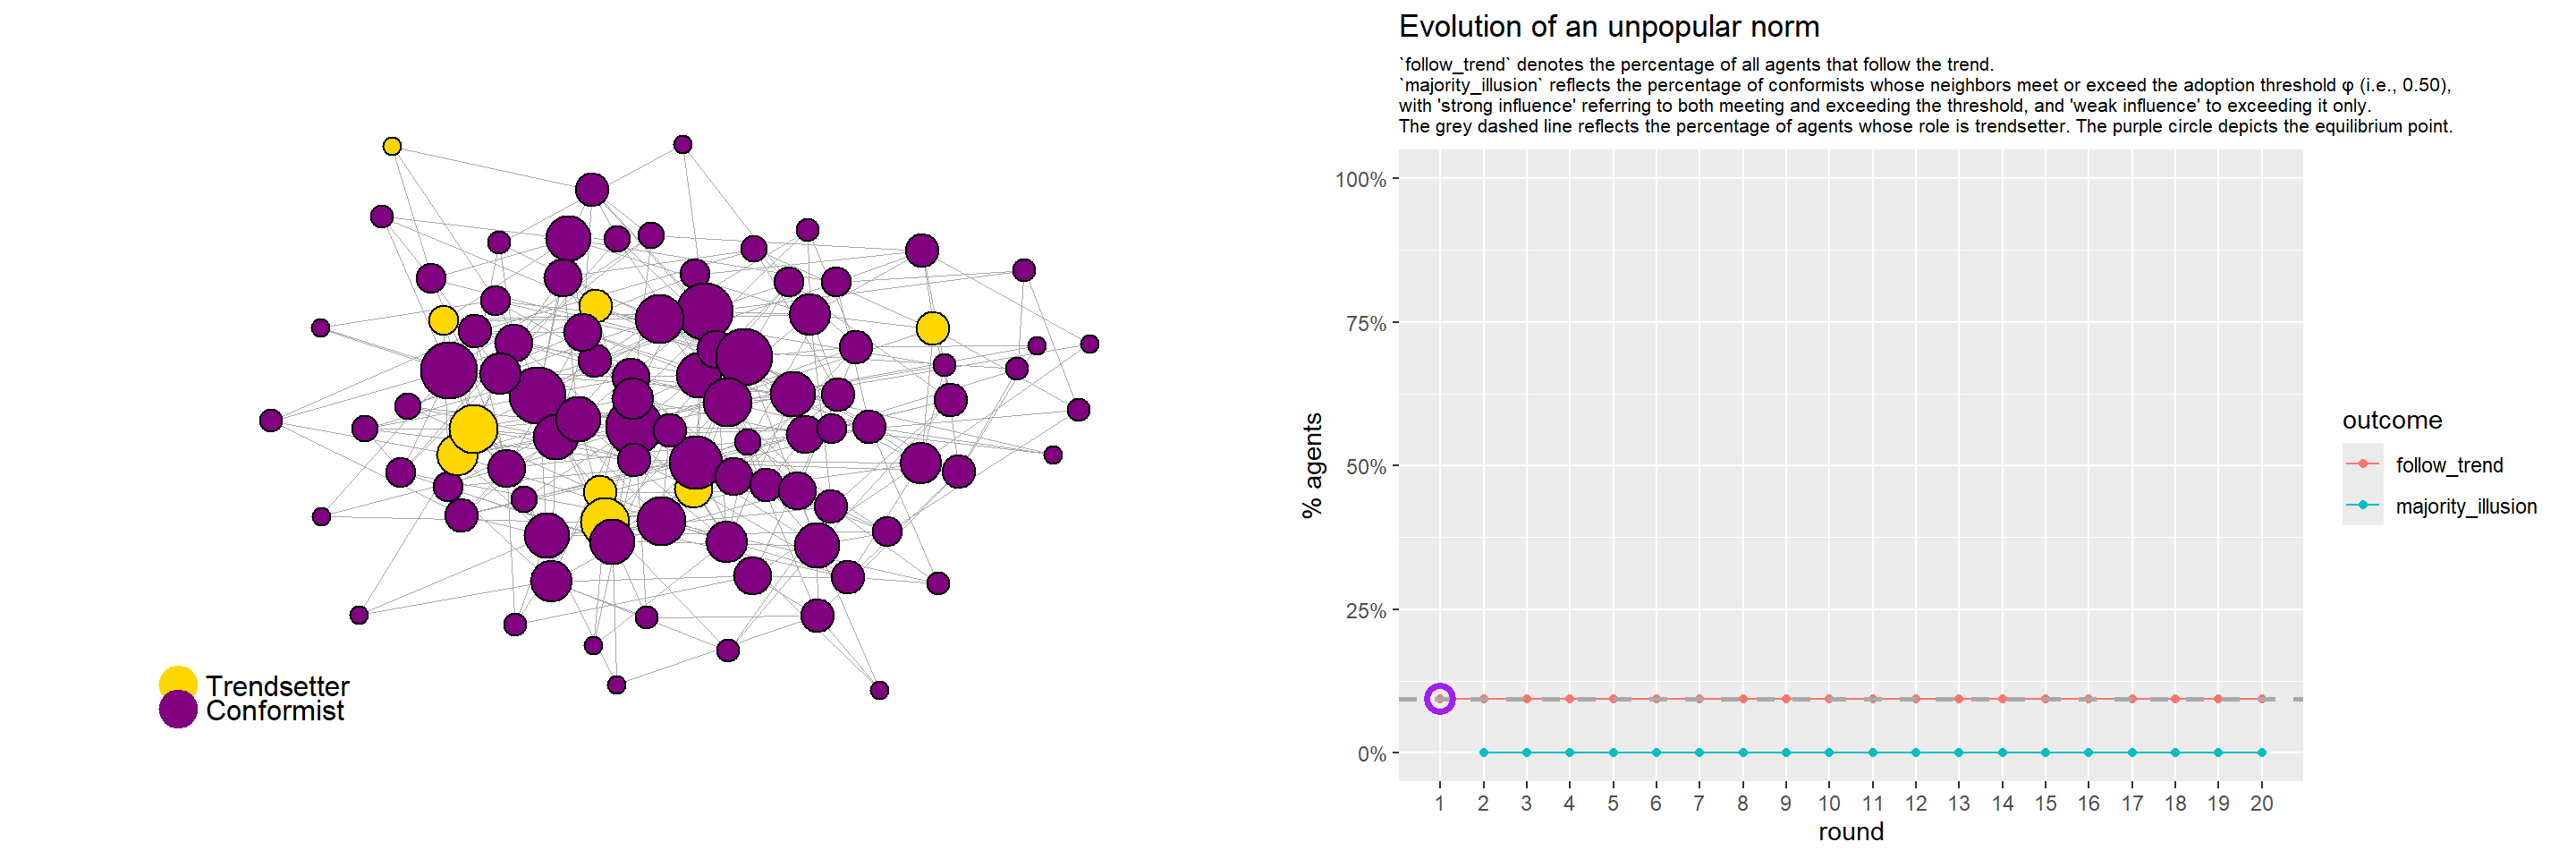 Trendsetter
Conformist
Evolution of an unpopular norm
`follow_trend` denotes the percentage of all agents that follow the trend.
`majority_illusion` reflects the percentage of conformists whose neighbors meet or exceed the adoption threshold φ (i.e., 0.50),
with 'strong influence' referring to both meeting and exceeding the threshold, and 'weak influence' to exceeding it only.
The grey dashed line reflects the percentage of agents whose role is trendsetter. The purple circle depicts the equilibrium point.
100%
75%
50%
25%
0%
% agents
1 2 3 4 5 6 7 8 9 10 11 12 13 14 15 16 17 18 19 20
round
outcome
follow_trend
majority_illusion